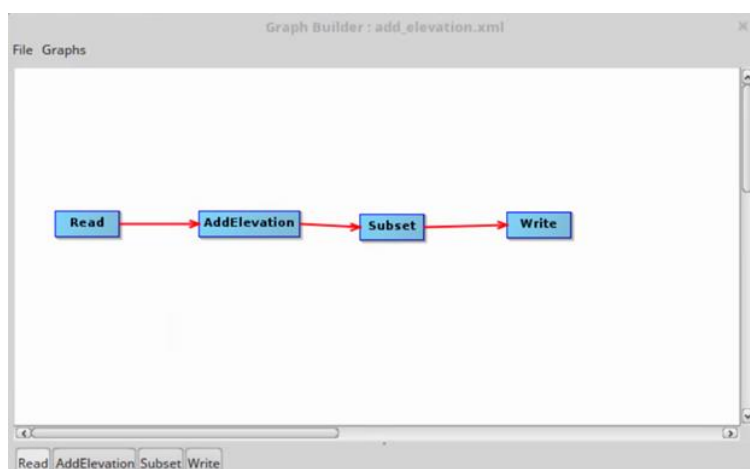 Graph Builder : add_elevation.xml
File Graphs
Read AddElevation Subset Write
Read AddElevation Subset Write